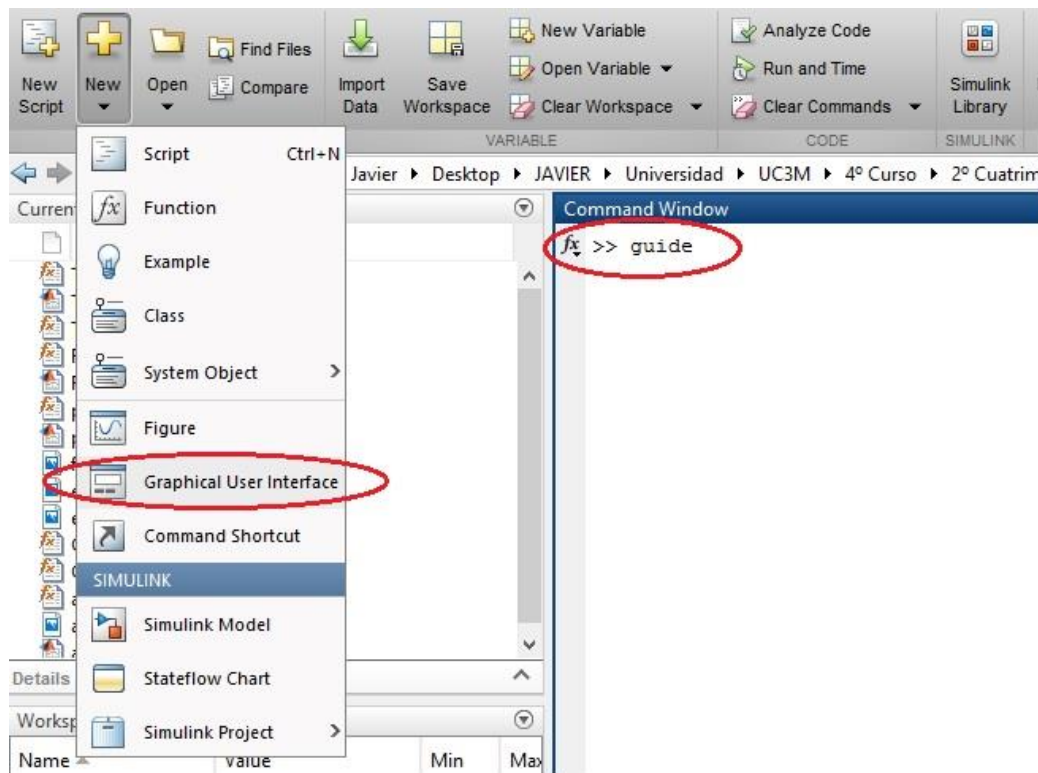 New Script
New
Open
Find Files
Compare
Import Data
Save Workspace
New Variable
Open Variable
Clear Workspace
Analyze Code
Run and Time
Clear Commands
Simulink Library
VARIABLE
CODE
SIMULINK
Script Ctrl+N
Function
Example
Class
System Object
Figure
Graphical User Interface
Command Shortcut
SIMULINK
Simulink Model
Stateflow Chart
Simulink Project
Javier Desktop JAVIER Universidad UC3M 4º Curso 2º Cuatrim
Curren
Command Window
fx >> guide
Details
Worksp
Name Value Min Max